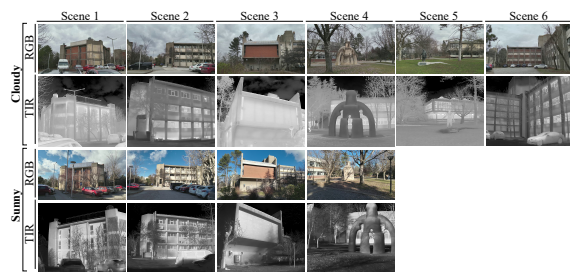 Scene 1 Scene 2 Scene 3 Scene 4 Scene 5 Scene 6
Cloudy
RGB
TIR
Sunny
RGB
TIR